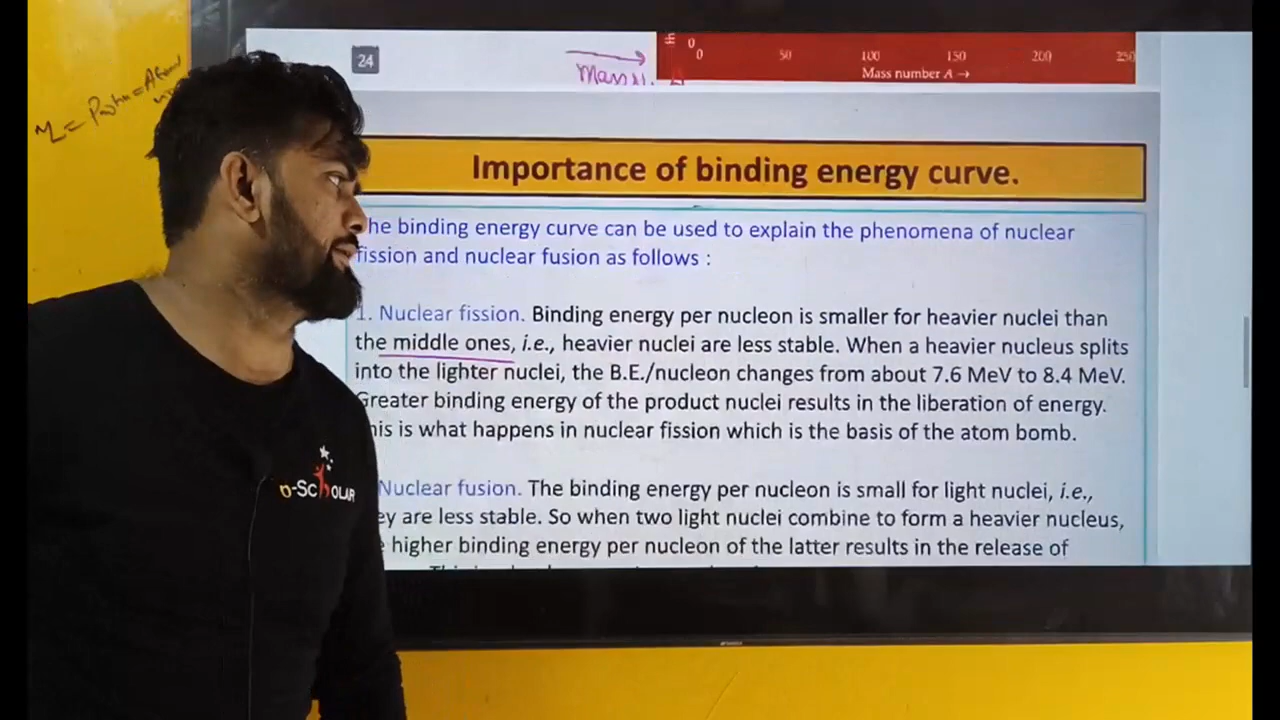 24
0
0 50 100 150 200 250
Mass number A →
Mass n. A
Importance of binding energy curve.
he binding energy curve can be used to explain the phenomena of nuclear
fission and nuclear fusion as follows :
1. Nuclear fission. Binding energy per nucleon is smaller for heavier nuclei than
the middle ones, i.e., heavier nuclei are less stable. When a heavier nucleus splits
into the lighter nuclei, the B.E./nucleon changes from about 7.6 MeV to 8.4 MeV.
Greater binding energy of the product nuclei results in the liberation of energy.
his is what happens in nuclear fission which is the basis of the atom bomb.
Nuclear fusion. The binding energy per nucleon is small for light nuclei, i.e.,
ey are less stable. So when two light nuclei combine to form a heavier nucleus,
higher binding energy per nucleon of the latter results in the release of
o-SchOLAR